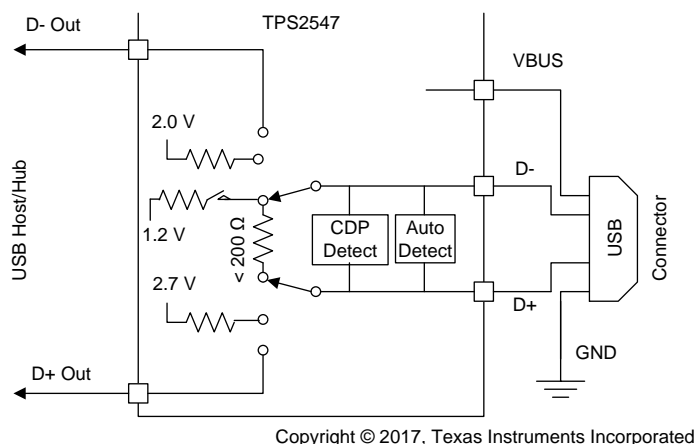 D- Out
TPS2547
VBUS
2.0 V
D-
USB Host/Hub
1.2 V
< 200 Ω
CDP
Detect
Auto
Detect
USB
Connector
2.7 V
D+
GND
D+ Out
Copyright © 2017, Texas Instruments Incorporated